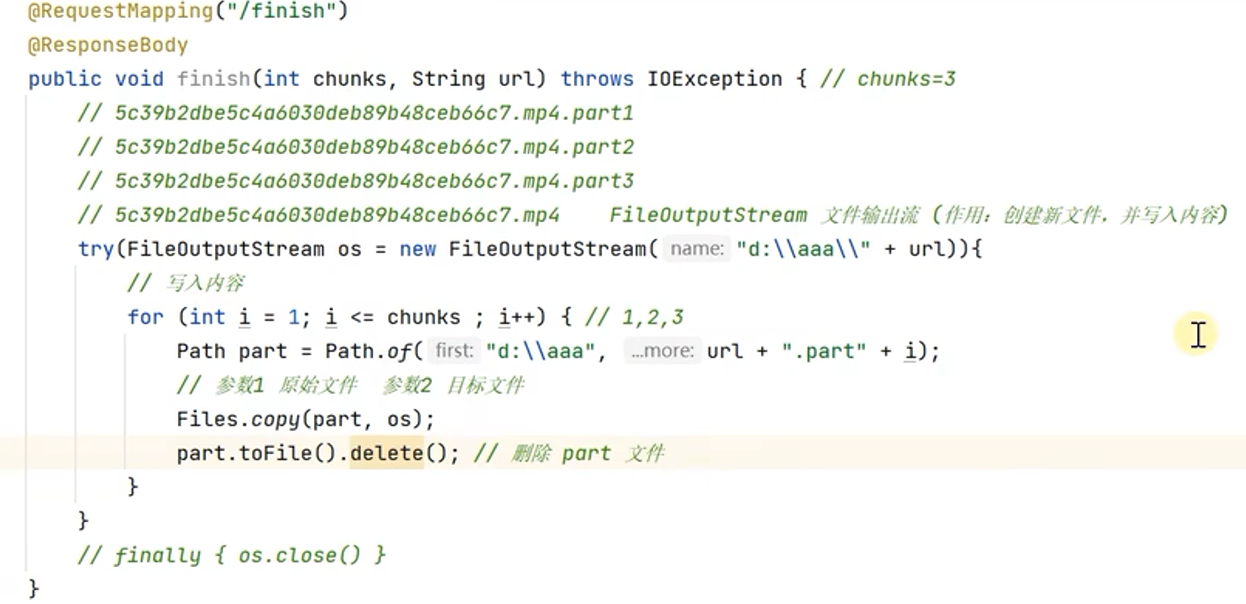 @RequestMapping("/finish")
@ResponseBody
public void finish(int chunks, String url) throws IOException { // chunks=3
// 5c39b2dbe5c4a6030deb89b48ceb66c7.mp4.part1
// 5c39b2dbe5c4a6030deb89b48ceb66c7.mp4.part2
// 5c39b2dbe5c4a6030deb89b48ceb66c7.mp4.part3
// 5c39b2dbe5c4a6030deb89b48ceb66c7.mp4    FileOutputStream 文件输出流 (作用: 创建新文件, 并写入内容)
try(FileOutputStream os = new FileOutputStream( name: "d:\\aaa\\" + url)){
// 写入内容
for (int i = 1; i <= chunks ; i++) { // 1,2,3
Path part = Path.of( first: "d:\\aaa", ...more: url + ".part" + i);
// 参数1 原始文件  参数2 目标文件
Files.copy(part, os);
part.toFile().delete(); // 删除 part 文件
}
}
// finally { os.close() }
}